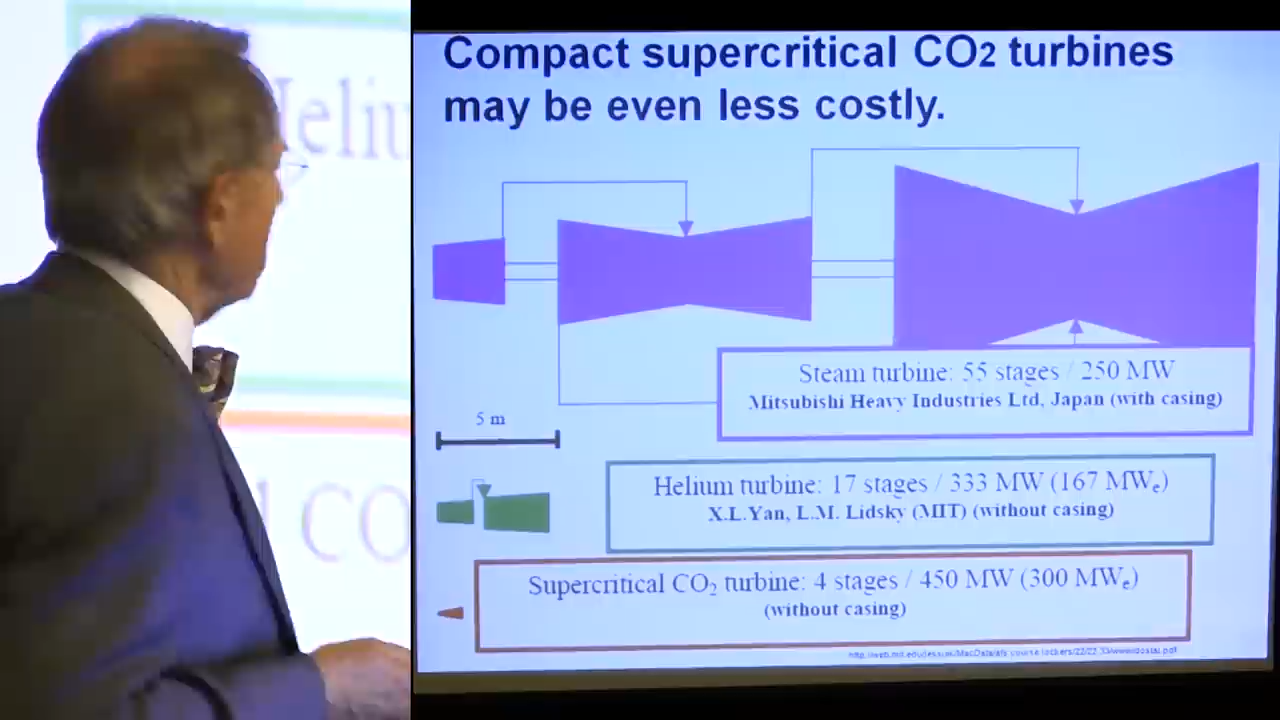 Compact supercritical CO2 turbines
may be even less costly.
5 m
Steam turbine: 55 stages / 250 MW
Mitsubishi Heavy Industries Ltd, Japan (with casing)
Helium turbine: 17 stages / 333 MW (167 MWe)
X.L.Yan, L.M. Lidsky (MIT) (without casing)
Supercritical CO2 turbine: 4 stages / 450 MW (300 MWe)
(without casing)
Heliu
CO